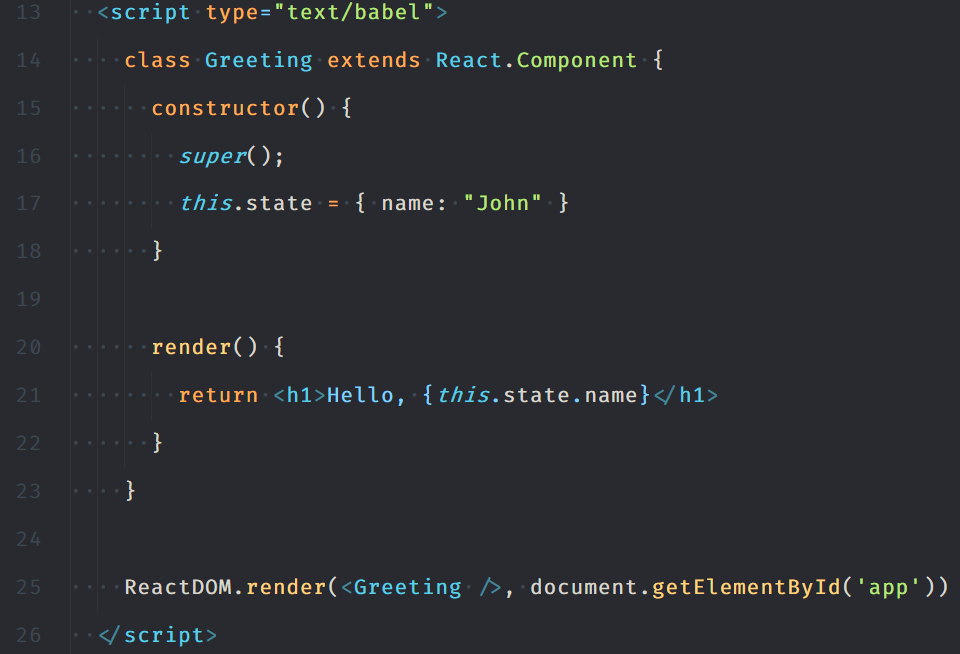 13 <script type="text/babel">
14 class Greeting extends React.Component {
15 constructor() {
16 super();
17 this.state = { name: "John" }
18 }
19
20 render() {
21 return <h1>Hello, {this.state.name}</h1>
22 }
23 }
24
25 ReactDOM.render(<Greeting />, document.getElementById('app'))
26 </script>